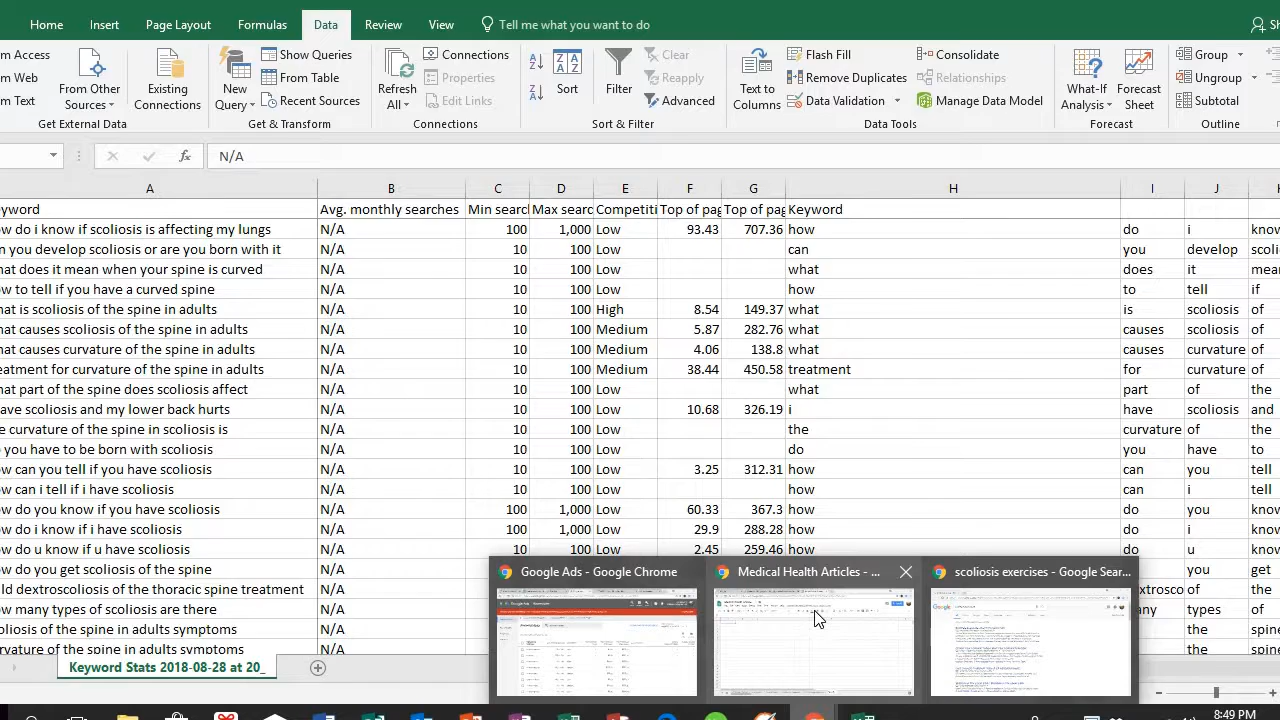 Home Insert Page Layout Formulas Data Review View Tell me what you want to do
Access Show Queries Connections Clear Flash Fill Consolidate Group
Web From Table Properties Reapply Remove Duplicates Relationships Ungroup
Text Recent Sources Edit Links Advanced Data Validation Manage Data Model Subtotal
From Other Sources Existing Connections New Query Refresh All Sort Filter Text to Columns What-If Analysis Forecast Sheet
Get External Data Get & Transform Connections Sort & Filter Data Tools Forecast Outline
fx N/A
A B C D E F G H I J
Avg. monthly searches Min searc Max searc Competiti Top of pag Top of pag Keyword
do i know if scoliosis is affecting my lungs N/A 100 1,000 Low 93.43 707.36 how do i know
you develop scoliosis or are you born with it N/A 10 100 Low can you develop scoli
does it mean when your spine is curved N/A 10 100 Low what does it mean
to tell if you have a curved spine N/A 10 100 Low how to tell if
is scoliosis of the spine in adults N/A 10 100 High 8.54 149.37 what is scoliosis of
causes scoliosis of the spine in adults N/A 10 100 Medium 5.87 282.76 what causes scoliosis of
causes curvature of the spine in adults N/A 10 100 Medium 4.06 138.8 what causes curvature of
eatment for curvature of the spine in adults N/A 10 100 Medium 38.44 450.58 treatment for curvature of
part of the spine does scoliosis affect N/A 10 100 Low what part of the
ave scoliosis and my lower back hurts N/A 10 100 Low 10.68 326.19 i have scoliosis and
curvature of the spine in scoliosis is N/A 10 100 Low the curvature of the
you have to be born with scoliosis N/A 10 100 Low do you have to
can you tell if you have scoliosis N/A 10 100 Low 3.25 312.31 how can you tell
can i tell if i have scoliosis N/A 10 100 Low how can i tell
do you know if you have scoliosis N/A 100 1,000 Low 60.33 367.3 how do you know
do i know if i have scoliosis N/A 100 1,000 Low 29.9 288.28 how do i know
do u know if u have scoliosis N/A 10 100 Low 2.45 259.46 how do u know
do you get scoliosis of the spine N/A you get
ld dextroscoliosis of the thoracic spine treatment N/A extrosco of the
many types of scoliosis are there N/A any types of
oliosis of the spine in adults symptoms N/A the spine
vature of the spine in adults symptoms N/A the spine
Google Ads - Google Chrome Medical Health Articles - ... scoliosis exercises - Google Sear...
Keyword Stats 2018-08-28 at 20_
8:49 PM